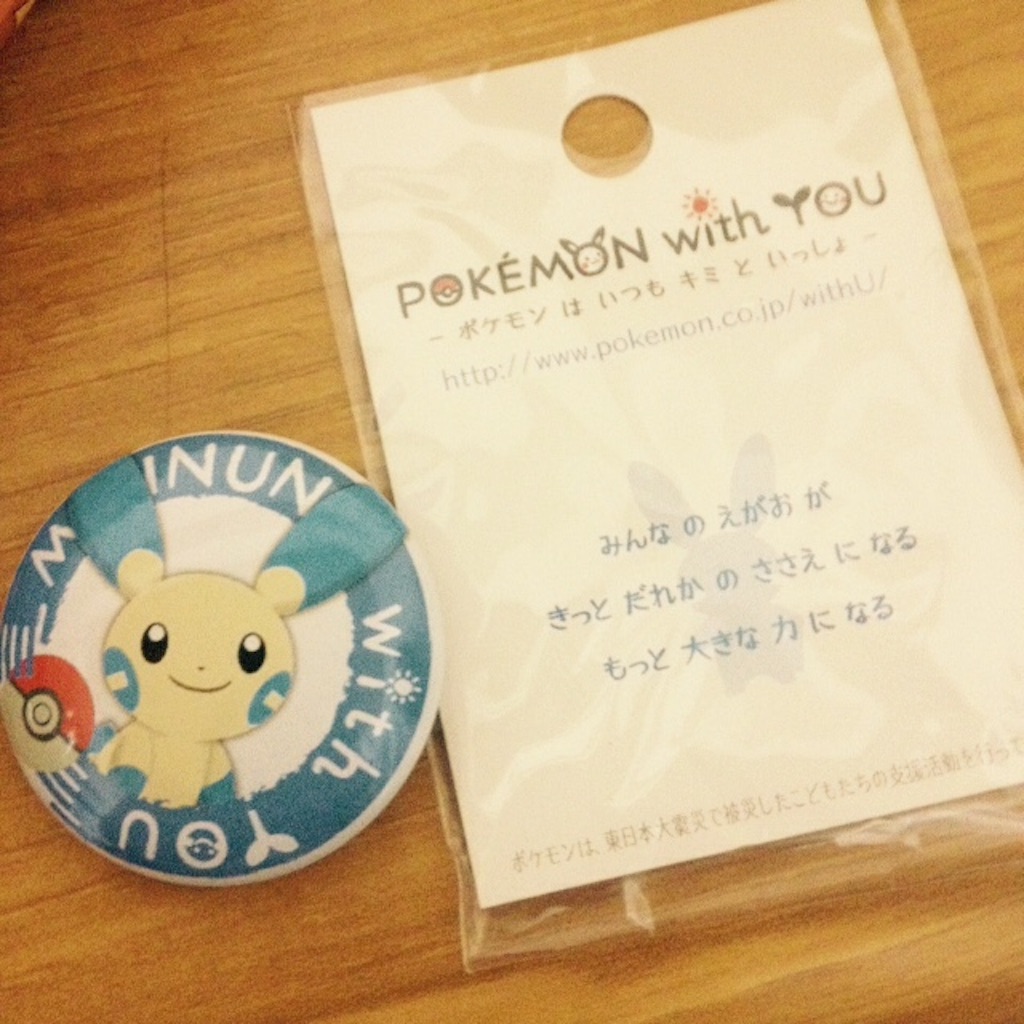 POKÉMON with YOU
- ポケモン は いつも キミ と いっしょ -
http://www.pokemon.co.jp/withU/
みんな の えがお が
きっと だれか の ささえ に なる
もっと 大きな 力 に なる
ポケモンは、東日本大震災で被災したこどもたちの支援活動を行って
MINUN with YOU